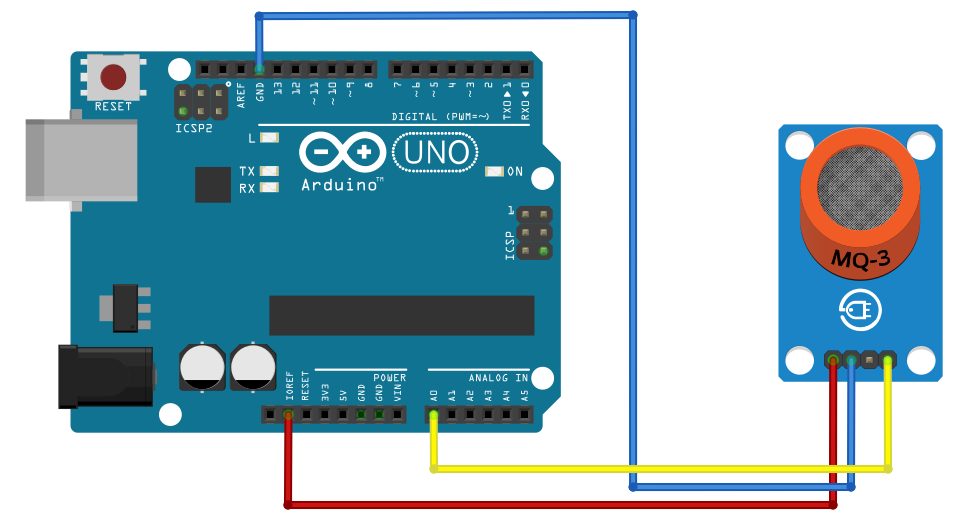 RESET
ICSP2
AREF
GND
13
12
~11
~10
~9
8
7
~6
~5
4
~3
2
TX0▶1
RX0◀0
DIGITAL (PWM=~)
L
TX
RX
UNO
Arduino™
ON
1
ICSP
MQ-3
IOREF
RESET
3V3
5V
GND
GND
VIN
POWER
ANALOG IN
A0
A1
A2
A3
A4
A5